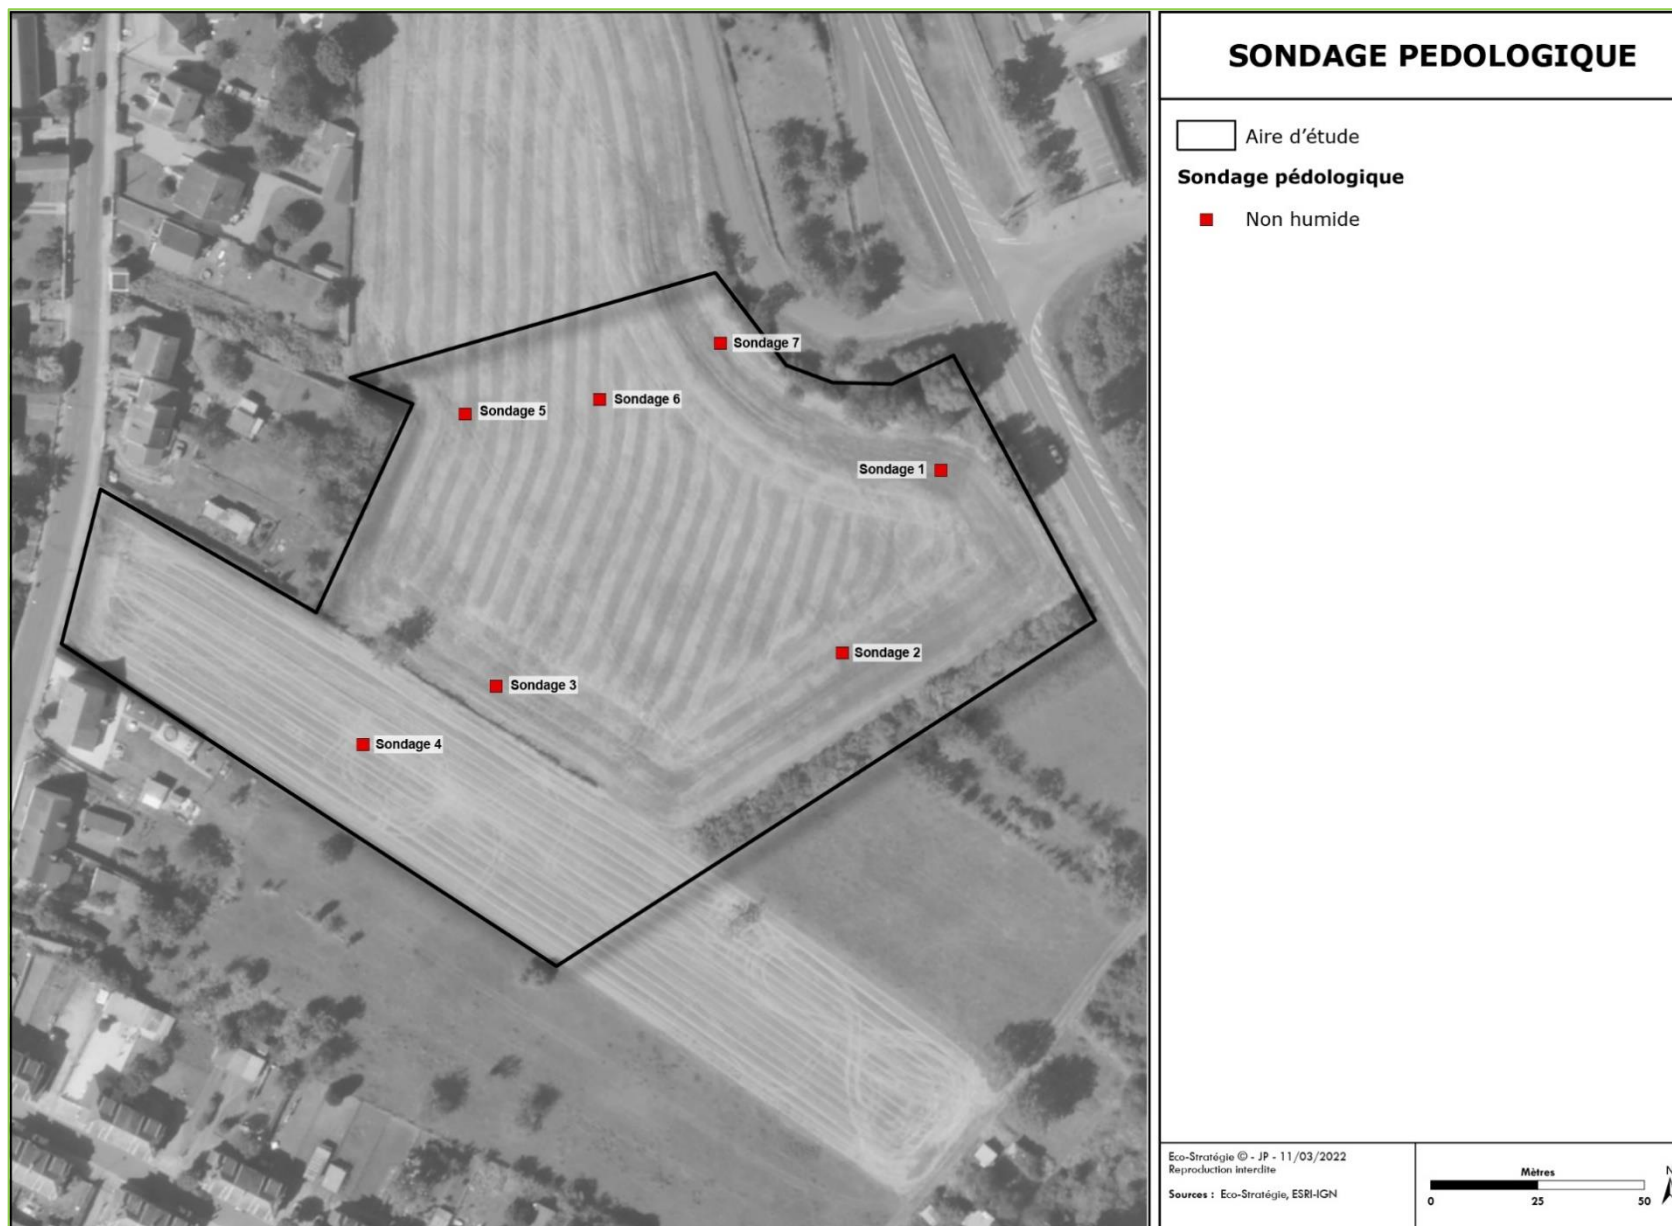 SONDAGE PEDOLOGIQUE
Aire d'étude
Sondage pédologique
Non humide
Sondage 7
Sondage 6
Sondage 5
Sondage 1
Sondage 2
Sondage 3
Sondage 4
Eco-Stratégie © - JP - 11/03/2022
Reproduction interdite
Sources : Eco-Stratégie, ESRI-IGN
Mètres
0 25 50
N